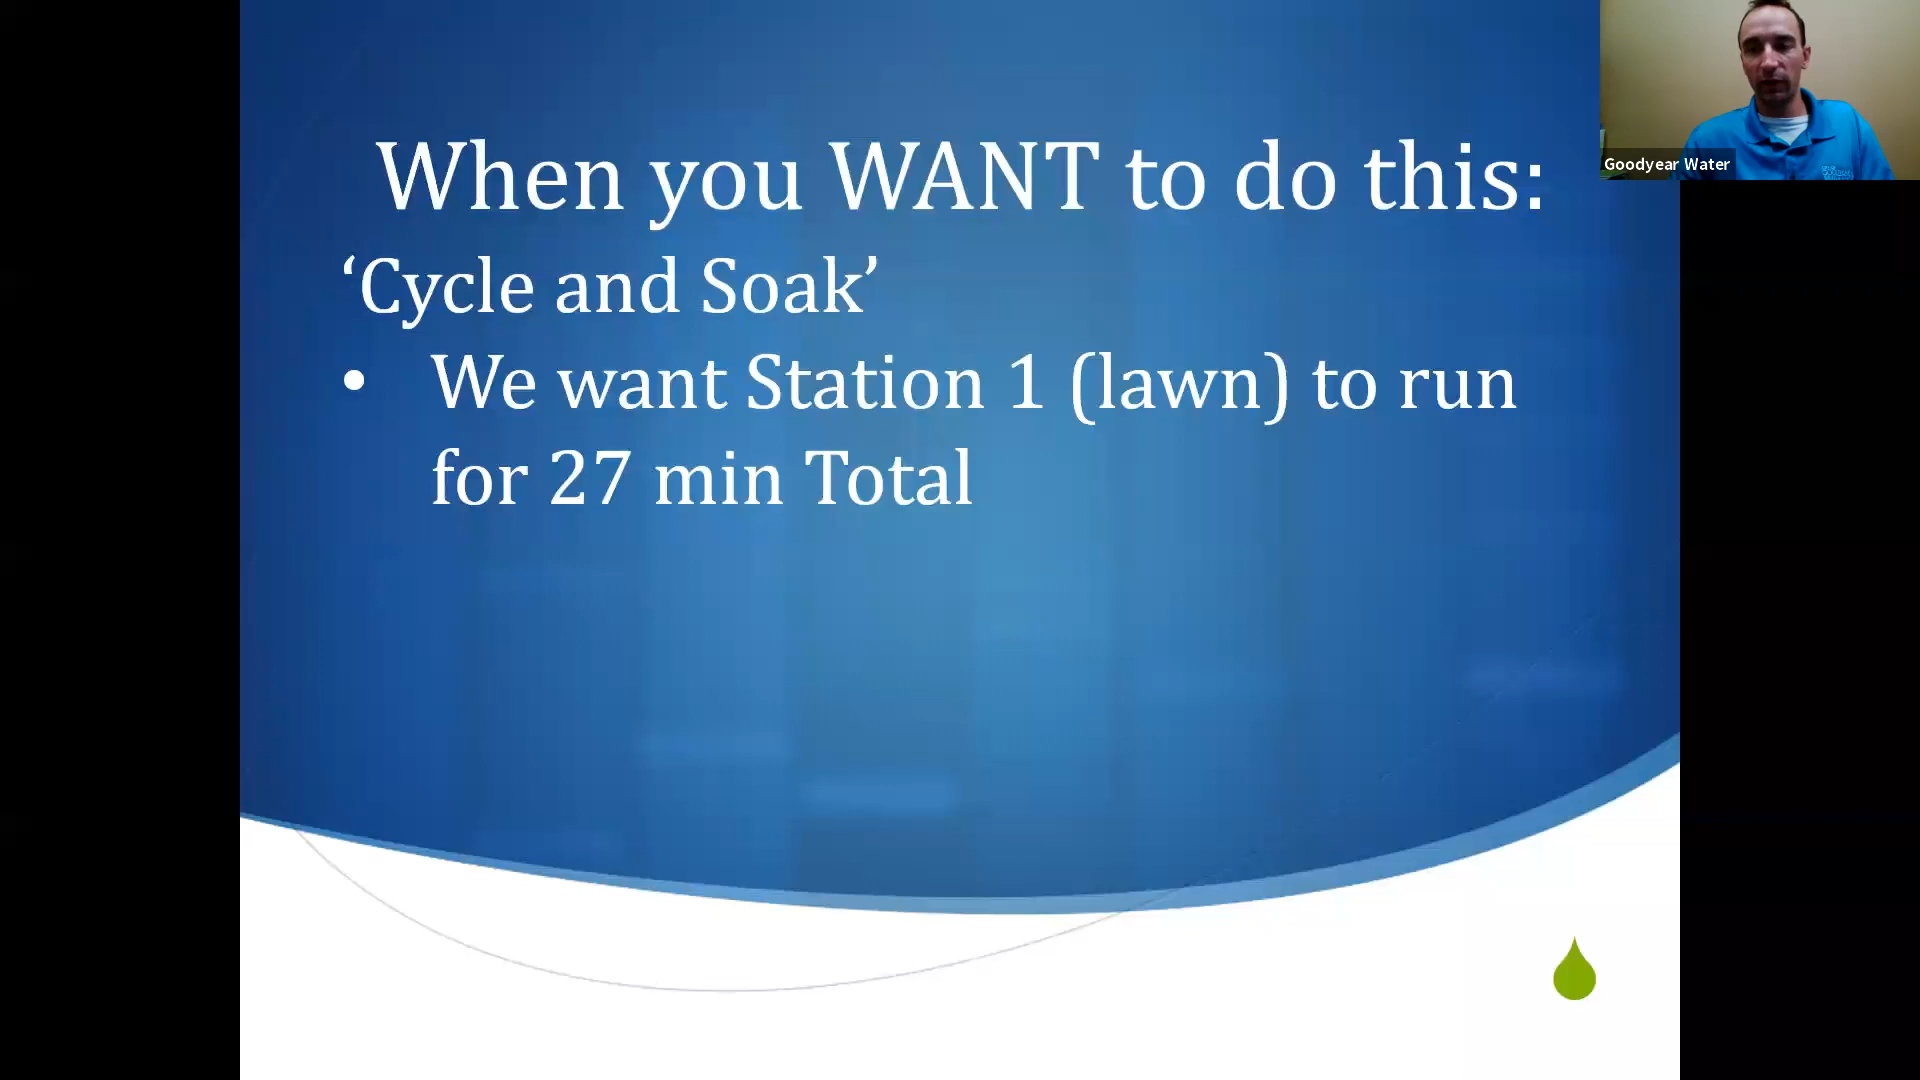 When you WANT to do this:
‘Cycle and Soak’
• We want Station 1 (lawn) to run
for 27 min Total
Goodyear Water